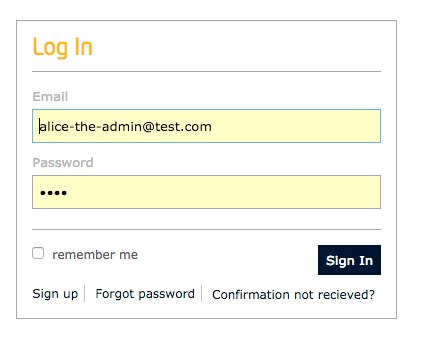 Log In
Email
alice-the-admin@test.com
Password
••••
remember me
Sign In
Sign up
Forgot password
Confirmation not recieved?